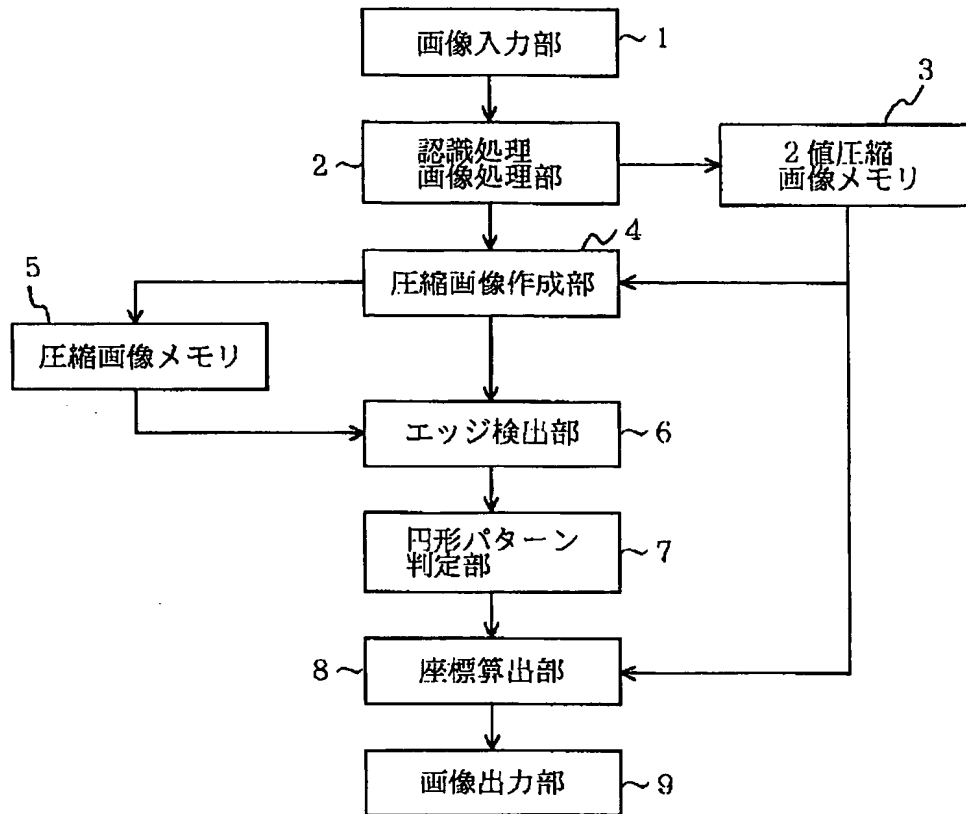 画像入力部
~1
3
2~
認識処理
画像処理部
2値圧縮
画像メモリ
4
圧縮画像作成部
5
圧縮画像メモリ
エッジ検出部
~6
円形パターン
判定部
~7
8~
座標算出部
画像出力部
~9